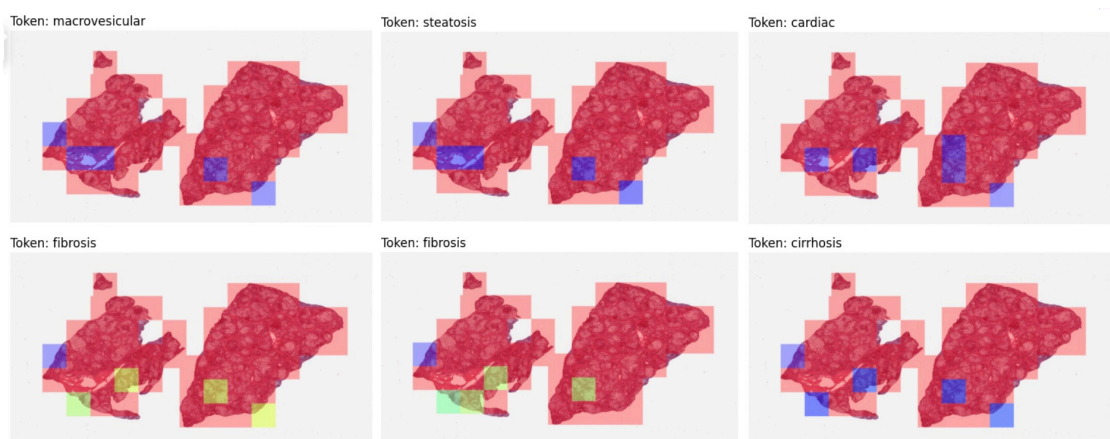 Token: macrovesicular
Token: steatosis
Token: cardiac
Token: fibrosis
Token: fibrosis
Token: cirrhosis